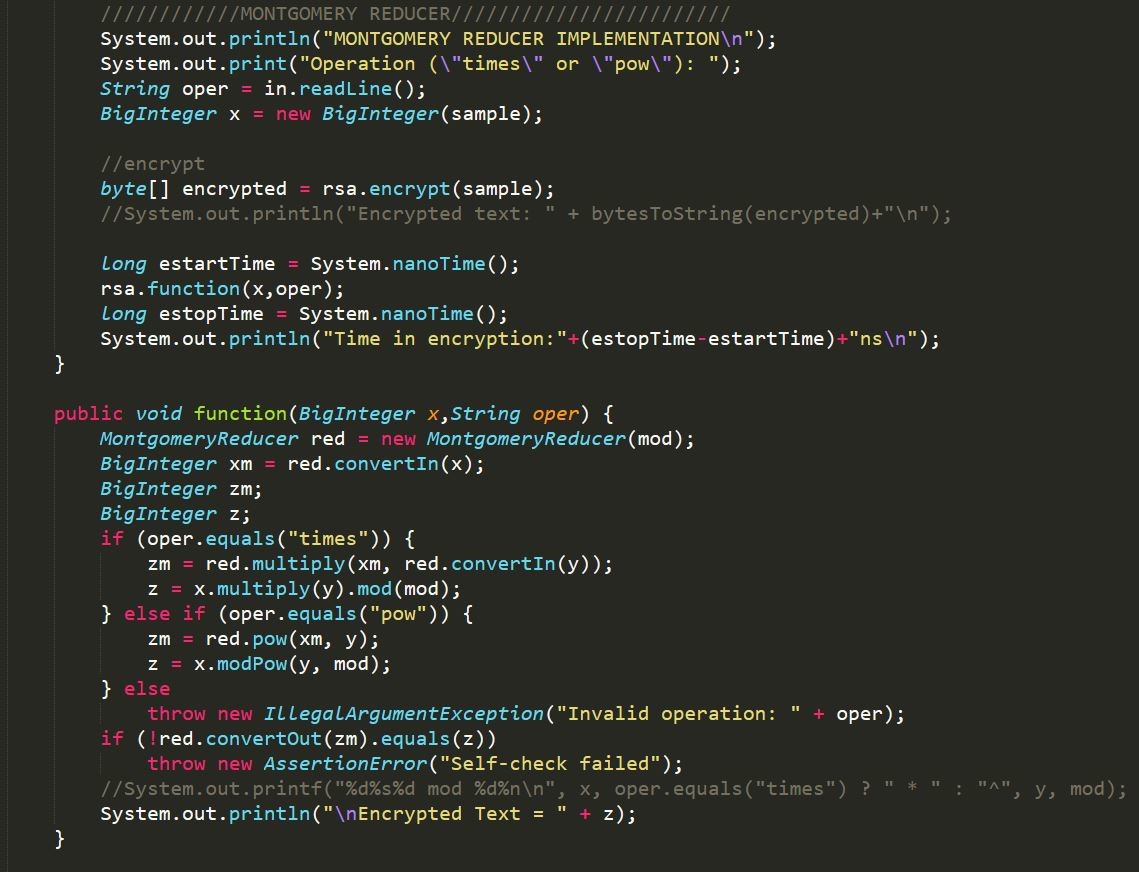 ////////////MONTGOMERY REDUCER////////////////////////
System.out.println("MONTGOMERY REDUCER IMPLEMENTATION\n");
System.out.print("Operation (\"times\" or \"pow\"): ");
String oper = in.readLine();
BigInteger x = new BigInteger(sample);
//encrypt
byte[] encrypted = rsa.encrypt(sample);
//System.out.println("Encrypted text: " + bytesToString(encrypted)+"\n");
long estartTime = System.nanoTime();
rsa.function(x,oper);
long estopTime = System.nanoTime();
System.out.println("Time in encryption:"+(estopTime-estartTime)+"ns\n");
}
public void function(BigInteger x,String oper) {
MontgomeryReducer red = new MontgomeryReducer(mod);
BigInteger xm = red.convertIn(x);
BigInteger zm;
BigInteger z;
if (oper.equals("times")) {
zm = red.multiply(xm, red.convertIn(y));
z = x.multiply(y).mod(mod);
} else if (oper.equals("pow")) {
zm = red.pow(xm, y);
z = x.modPow(y, mod);
} else
throw new IllegalArgumentException("Invalid operation: " + oper);
if (!red.convertOut(zm).equals(z))
throw new AssertionError("Self-check failed");
//System.out.printf("%d%s%d mod %d%n\n", x, oper.equals("times") ? " * " : "^", y, mod);
System.out.println("\nEncrypted Text = " + z);
}